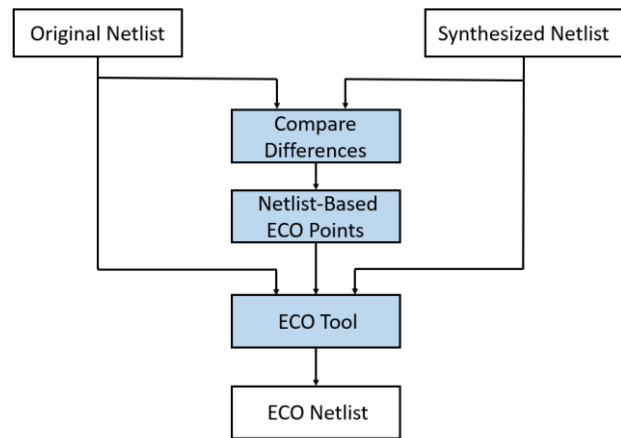 Original Netlist
Synthesized Netlist
Compare
Differences
Netlist-Based
ECO Points
ECO Tool
ECO Netlist